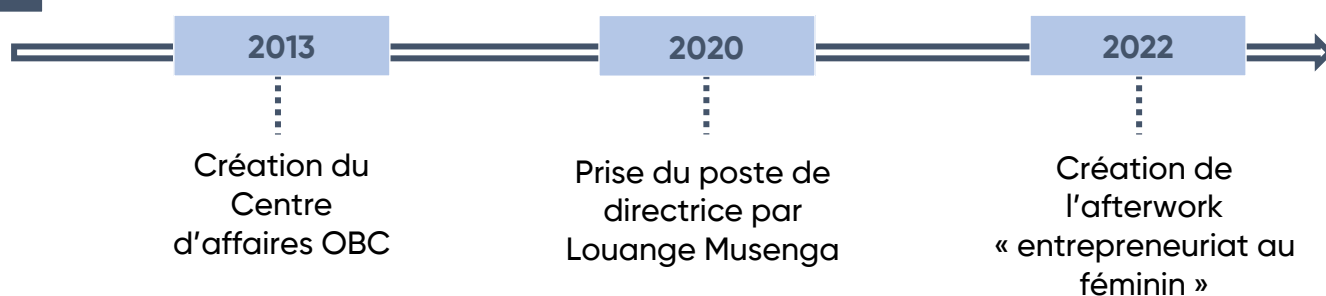 2013
Création du
Centre
d'affaires OBC
2020
Prise du poste de
directrice par
Louange Musenga
2022
Création de
l'afterwork
« entrepreneuriat au
féminin »